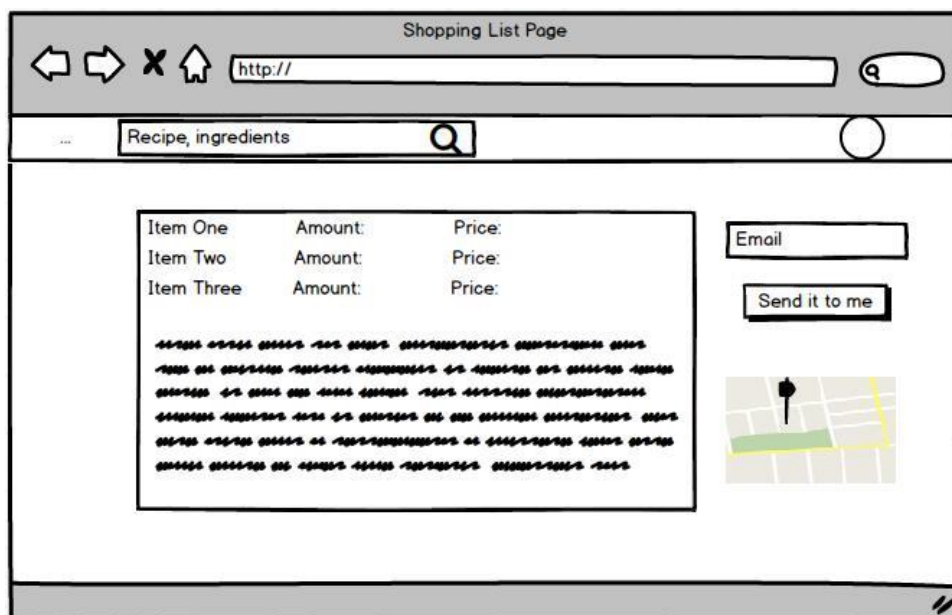 Shopping List Page
http://
...
Recipe, ingredients
Item One Amount: Price:
Item Two Amount: Price:
Item Three Amount: Price:
Email
Send it to me